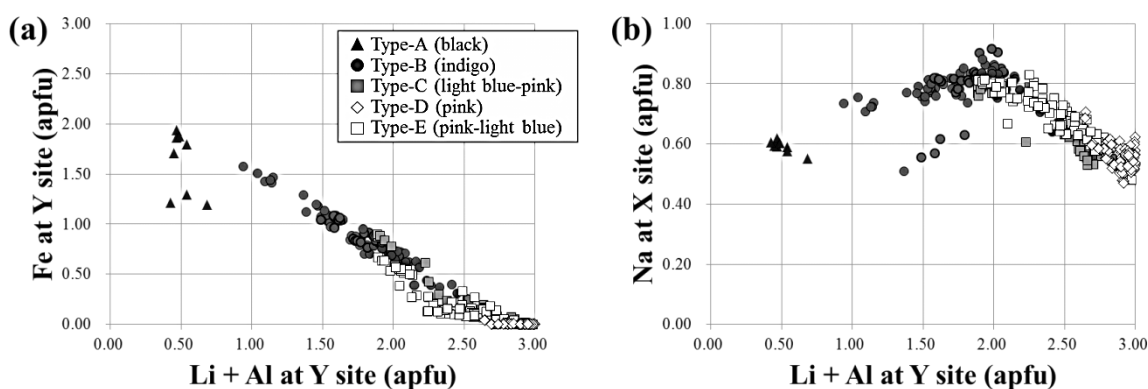 (a)
Fe at Y site (apfu)
3.00
2.50
2.00
1.50
1.00
0.50
0.00
Type-A (black)
Type-B (indigo)
Type-C (light blue-pink)
Type-D (pink)
Type-E (pink-light blue)
0.00 0.50 1.00 1.50 2.00 2.50 3.00
Li + Al at Y site (apfu)
(b)
Na at X site (apfu)
1.00
0.80
0.60
0.40
0.20
0.00
0.00 0.50 1.00 1.50 2.00 2.50 3.00
Li + Al at Y site (apfu)